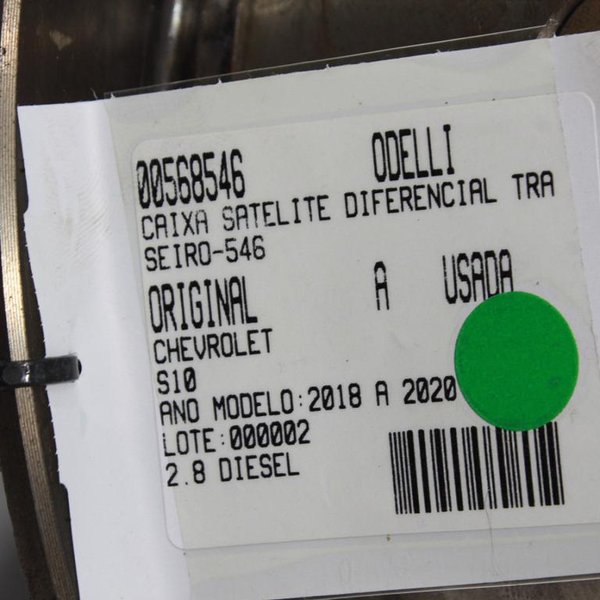 00568546 ODELLI
CAIXA SATELITE DIFERENCIAL TRA
SEIRO-546
ORIGINAL A USADA
CHEVROLET
S10
ANO MODELO:2018 A 2020
LOTE:000002
2.8 DIESEL